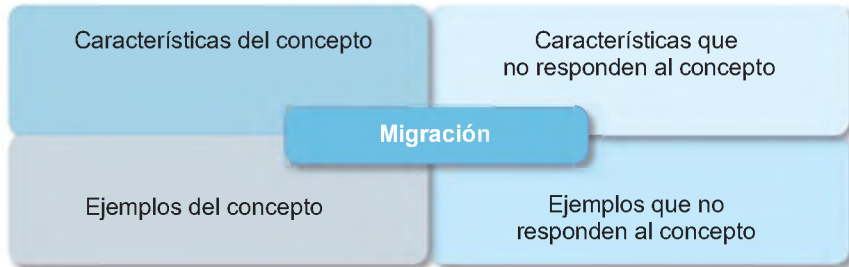 Características del concepto
Características que
no responden al concepto
Migración
Ejemplos del concepto
Ejemplos que no
responden al concepto